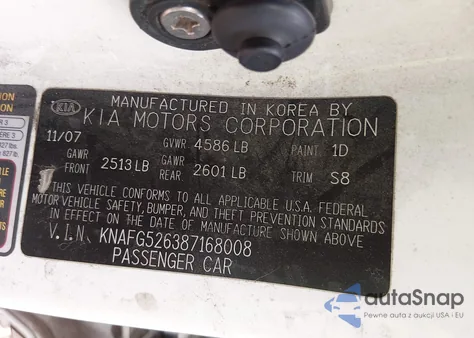 MANUFACTURED IN KOREA BY
KIA KIA MOTORS CORPORATION
11/07 GVWR 4586 LB PAINT 1D
GAWR FRONT 2513 LB GAWR REAR 2601 LB TRIM S8
THIS VEHICLE CONFORMS TO ALL APPLICABLE U.S.A. FEDERAL
MOTOR VEHICLE SAFETY, BUMPER, AND THEFT PREVENTION STANDARDS
IN EFFECT ON THE DATE OF MANUFACTURE SHOWN ABOVE
V.I.N. KNAFG526387168008
PASSENGER CAR
autoSnap
Pewne auta z aukcji USA i EU